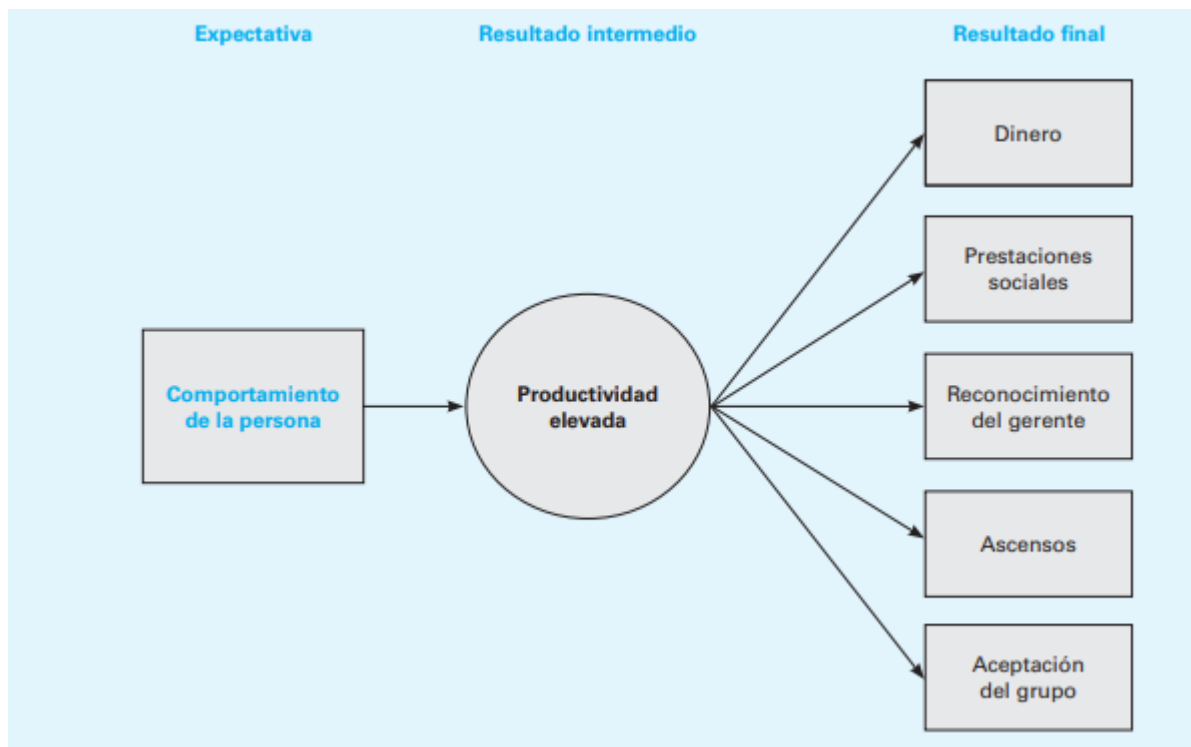 Expectativa
Resultado intermedio
Resultado final
Comportamiento
de la persona
Productividad
elevada
Dinero
Prestaciones
sociales
Reconocimiento
del gerente
Ascensos
Aceptación
del grupo